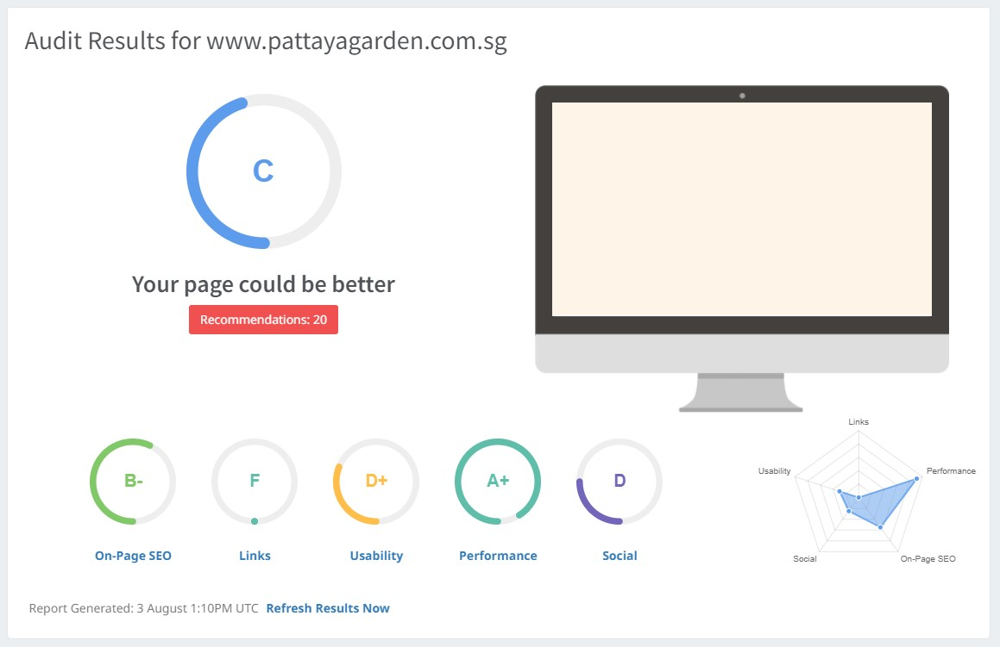 Audit Results for www.pattayagarden.com.sg
C
Your page could be better
Recommendations: 20
B-
F
D+
A+
D
On-Page SEO
Links
Usability
Performance
Social
Links
Usability
Performance
Social
On-Page SEO
Report Generated: 3 August 1:10PM UTC Refresh Results Now